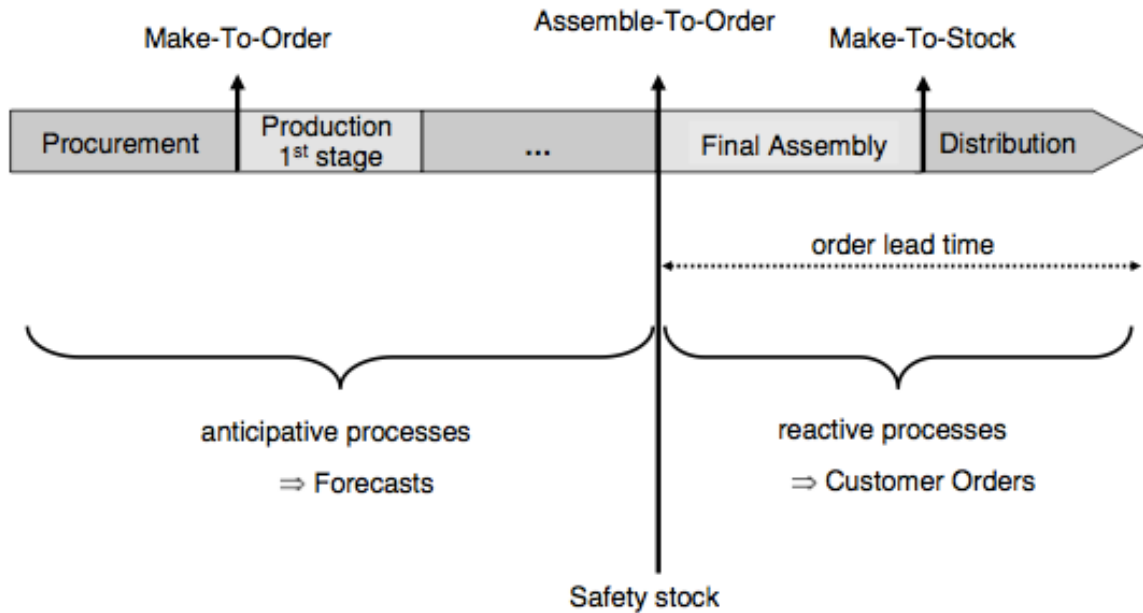 Make-To-Order
Assemble-To-Order
Make-To-Stock
Procurement
Production
1st stage
...
Final Assembly
Distribution
order lead time
anticipative processes
⇒ Forecasts
reactive processes
⇒ Customer Orders
Safety stock